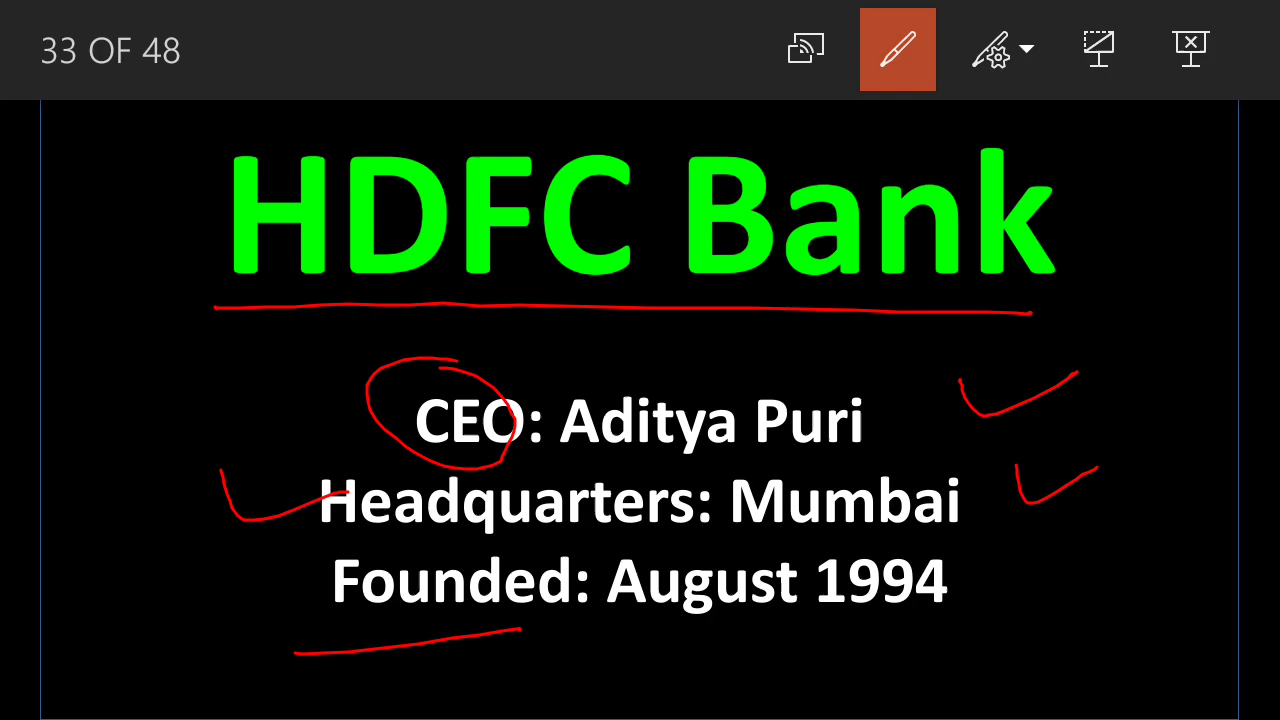 33 OF 48
HDFC Bank
CEO: Aditya Puri
Headquarters: Mumbai
Founded: August 1994